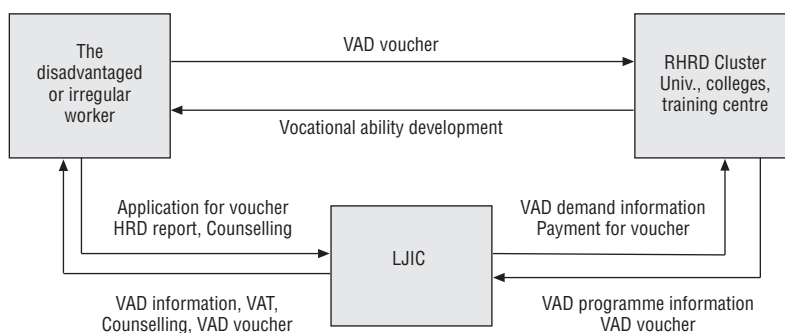 The
disadvantaged
or irregular
worker
VAD voucher
Vocational ability development
RHRD Cluster
Univ., colleges,
training centre
Application for voucher
HRD report, Counselling
LJIC
VAD demand information
Payment for voucher
VAD information, VAT,
Counselling, VAD voucher
VAD programme information
VAD voucher